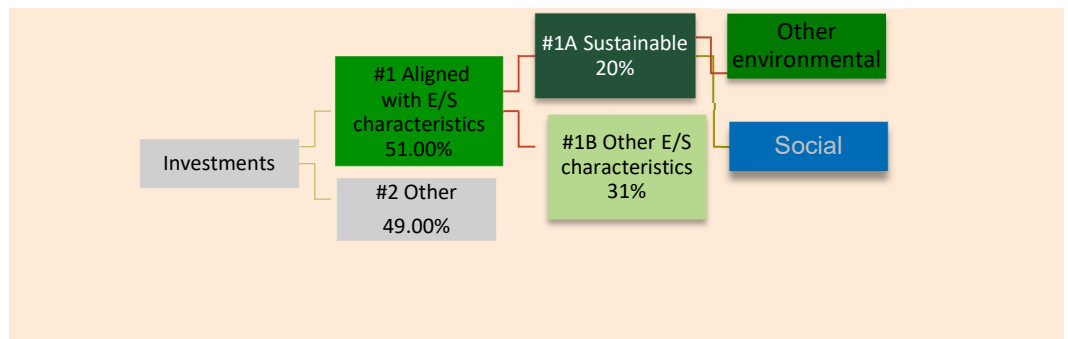 Investments
#1 Aligned
with E/S
characteristics
51.00%
#2 Other
49.00%
#1A Sustainable
20%
#1B Other E/S
characteristics
31%
Other
environmental
Social